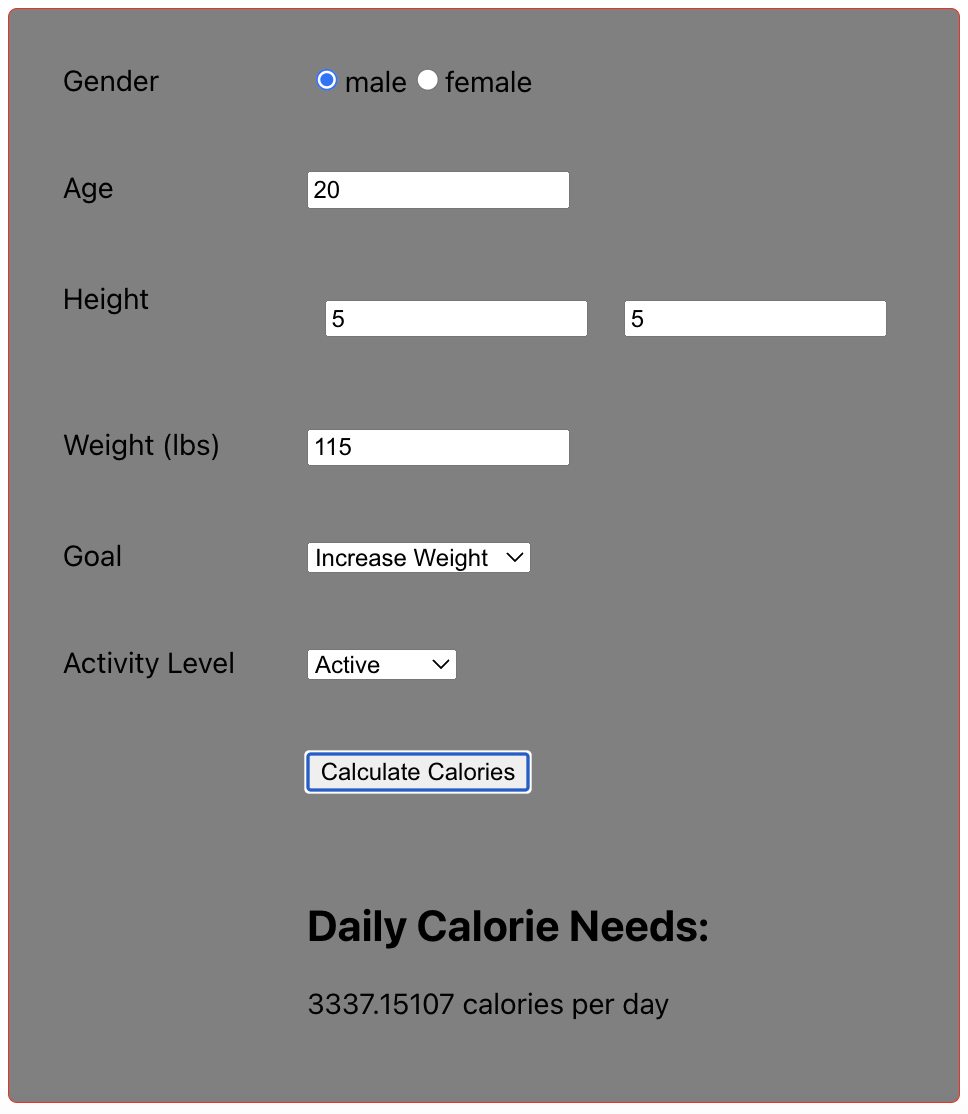 Gender male female
Age 20
Height 5 5
Weight (lbs) 115
Goal Increase Weight
Activity Level Active
Calculate Calories
Daily Calorie Needs:
3337.15107 calories per day